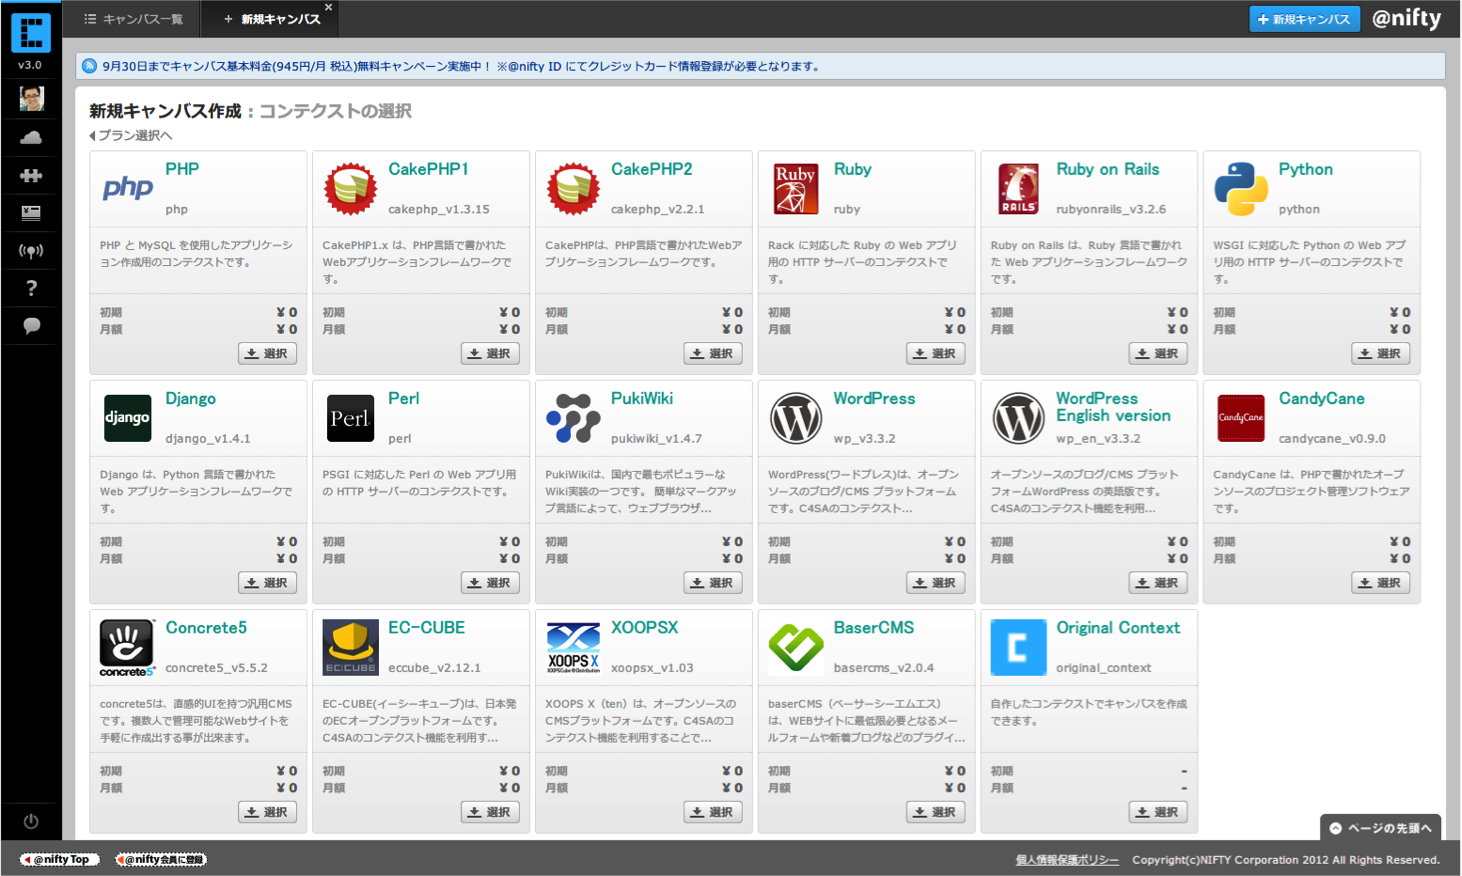 キャンバス一覧
+ 新規キャンバス
×
+ 新規キャンバス
@nifty
v3.0
9月30日までキャンバス基本料金(945円/月 税込)無料キャンペーン実施中！ ※@nifty ID にてクレジットカード情報登録が必要となります。
新規キャンバス作成：コンテクストの選択
プラン選択へ
php
PHP
php
PHP と MySQL を使用したアプリケーシ
ョン作成用のコンテクストです。
初期 ¥ 0
月額 ¥ 0
選択
CakePHP1
cakephp_v1.3.15
CakePHP1.x は、PHP言語で書かれた
Webアプリケーションフレームワークで
す。
初期 ¥ 0
月額 ¥ 0
選択
CakePHP2
cakephp_v2.2.1
CakePHPは、PHP言語で書かれたWebア
プリケーションフレームワークです。
初期 ¥ 0
月額 ¥ 0
選択
Ruby
Ruby
ruby
Rack に対応した Ruby の Web アプリ
用の HTTP サーバーのコンテクストで
す。
初期 ¥ 0
月額 ¥ 0
選択
RAILS
Ruby on Rails
rubyonrails_v3.2.6
Ruby on Rails は、Ruby 言語で書かれ
た Web アプリケーションフレームワーク
です。
初期 ¥ 0
月額 ¥ 0
選択
Python
python
WSGI に対応した Python の Web アプ
リ用の HTTP サーバーのコンテクストで
す。
初期 ¥ 0
月額 ¥ 0
選択
django
Django
django_v1.4.1
Django は、Python 言語で書かれた
Web アプリケーションフレームワークで
す。
初期 ¥ 0
月額 ¥ 0
選択
Perl
Perl
perl
PSGI に対応した Perl の Web アプリ用
の HTTP サーバーのコンテクストです。
初期 ¥ 0
月額 ¥ 0
選択
PukiWiki
pukiwiki_v1.4.7
PukiWikiは、国内で最もポピュラーな
Wiki実装の一つです。 簡単なマークアッ
プ言語によって、ウェブブラウザ...
初期 ¥ 0
月額 ¥ 0
選択
W
WordPress
wp_v3.3.2
WordPress(ワードプレス)は、オープン
ソースのブログ/CMS プラットフォーム
です。C4SAのコンテクスト...
初期 ¥ 0
月額 ¥ 0
選択
W
WordPress
English version
wp_en_v3.3.2
オープンソースのブログ/CMS プラット
フォームWordPress の英語版です。
C4SAのコンテクスト機能を利用...
初期 ¥ 0
月額 ¥ 0
選択
CandyCane
CandyCane
candycane_v0.9.0
CandyCane は、PHPで書かれたオープ
ンソースのプロジェクト管理ソフトウェア
です。
初期 ¥ 0
月額 ¥ 0
選択
concrete5
Concrete5
concrete5_v5.5.2
concrete5は、直感的UIを持つ汎用CMS
です。複数人で管理可能なWebサイトを
手軽に作成出する事が出来ます。
初期 ¥ 0
月額 ¥ 0
選択
EC-CUBE
EC-CUBE
eccube_v2.12.1
EC-CUBE(イーシーキューブ)は、日本発
のECオープンプラットフォームです。
C4SAのコンテクスト機能を利用す...
初期 ¥ 0
月額 ¥ 0
選択
XOOPS X
XOOPSX
xoopsx_v1.03
XOOPS X（ten）は、オープンソースの
CMSプラットフォームです。C4SAのコ
ンテクスト機能を利用することで...
初期 ¥ 0
月額 ¥ 0
選択
BaserCMS
basercms_v2.0.4
baserCMS（ベーサーシーエムエス）
は、WEBサイトに最低限必要となるメー
ルフォームや新着ブログなどのプラグイ...
初期 ¥ 0
月額 ¥ 0
選択
Original Context
original_context
自作したコンテクストでキャンバスを作成
できます。
初期 -
月額 -
選択
ページの先頭へ
@nifty Top
@nifty会員に登録
個人情報保護ポリシー Copyright(c)NIFTY Corporation 2012 All Rights Reserved.